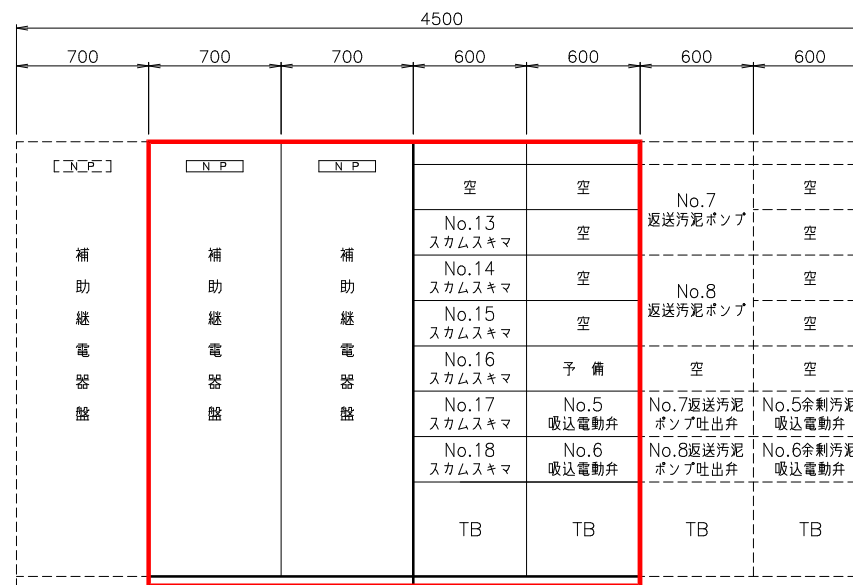 4500
700 700 700 600 600 600 600
N P N P N P
補助継電器盤
補助継電器盤
補助継電器盤
空
No.13
スカムスキマ
No.14
スカムスキマ
No.15
スカムスキマ
No.16
スカムスキマ
No.17
スカムスキマ
No.18
スカムスキマ
TB
空
空
空
空
予 備
No.5
吸込電動弁
No.6
吸込電動弁
TB
No.7
返送汚泥ポンプ
No.8
返送汚泥ポンプ
空
No.7返送汚泥
ポンプ吐出弁
No.8返送汚泥
ポンプ吐出弁
TB
空
空
空
空
空
No.5余剰汚泥
吸込電動弁
No.6余剰汚泥
吸込電動弁
TB